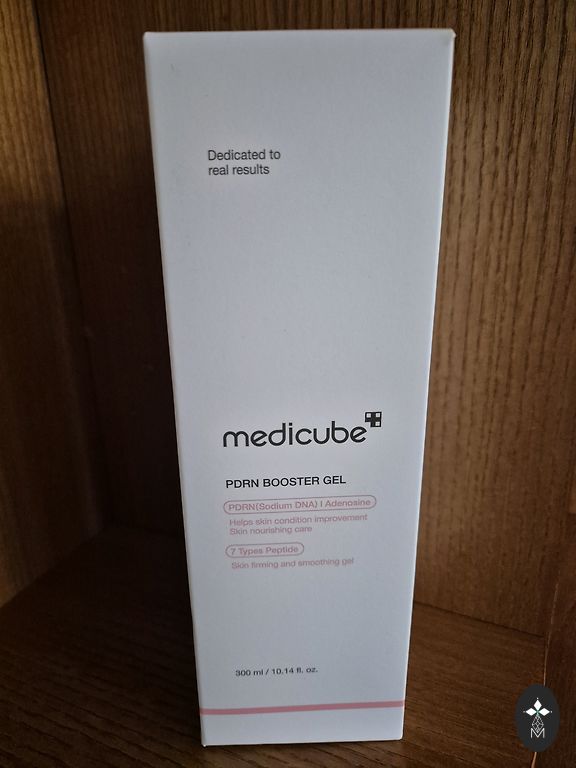 Dedicated to
real results
medicube
PDRN BOOSTER GEL
PDRN(Sodium DNA) I Adenosine
Helps skin condition improvement
Skin nourishing care
7 Types Peptide
Skin firming and smoothing gel
300 ml / 10.14 fl. oz.